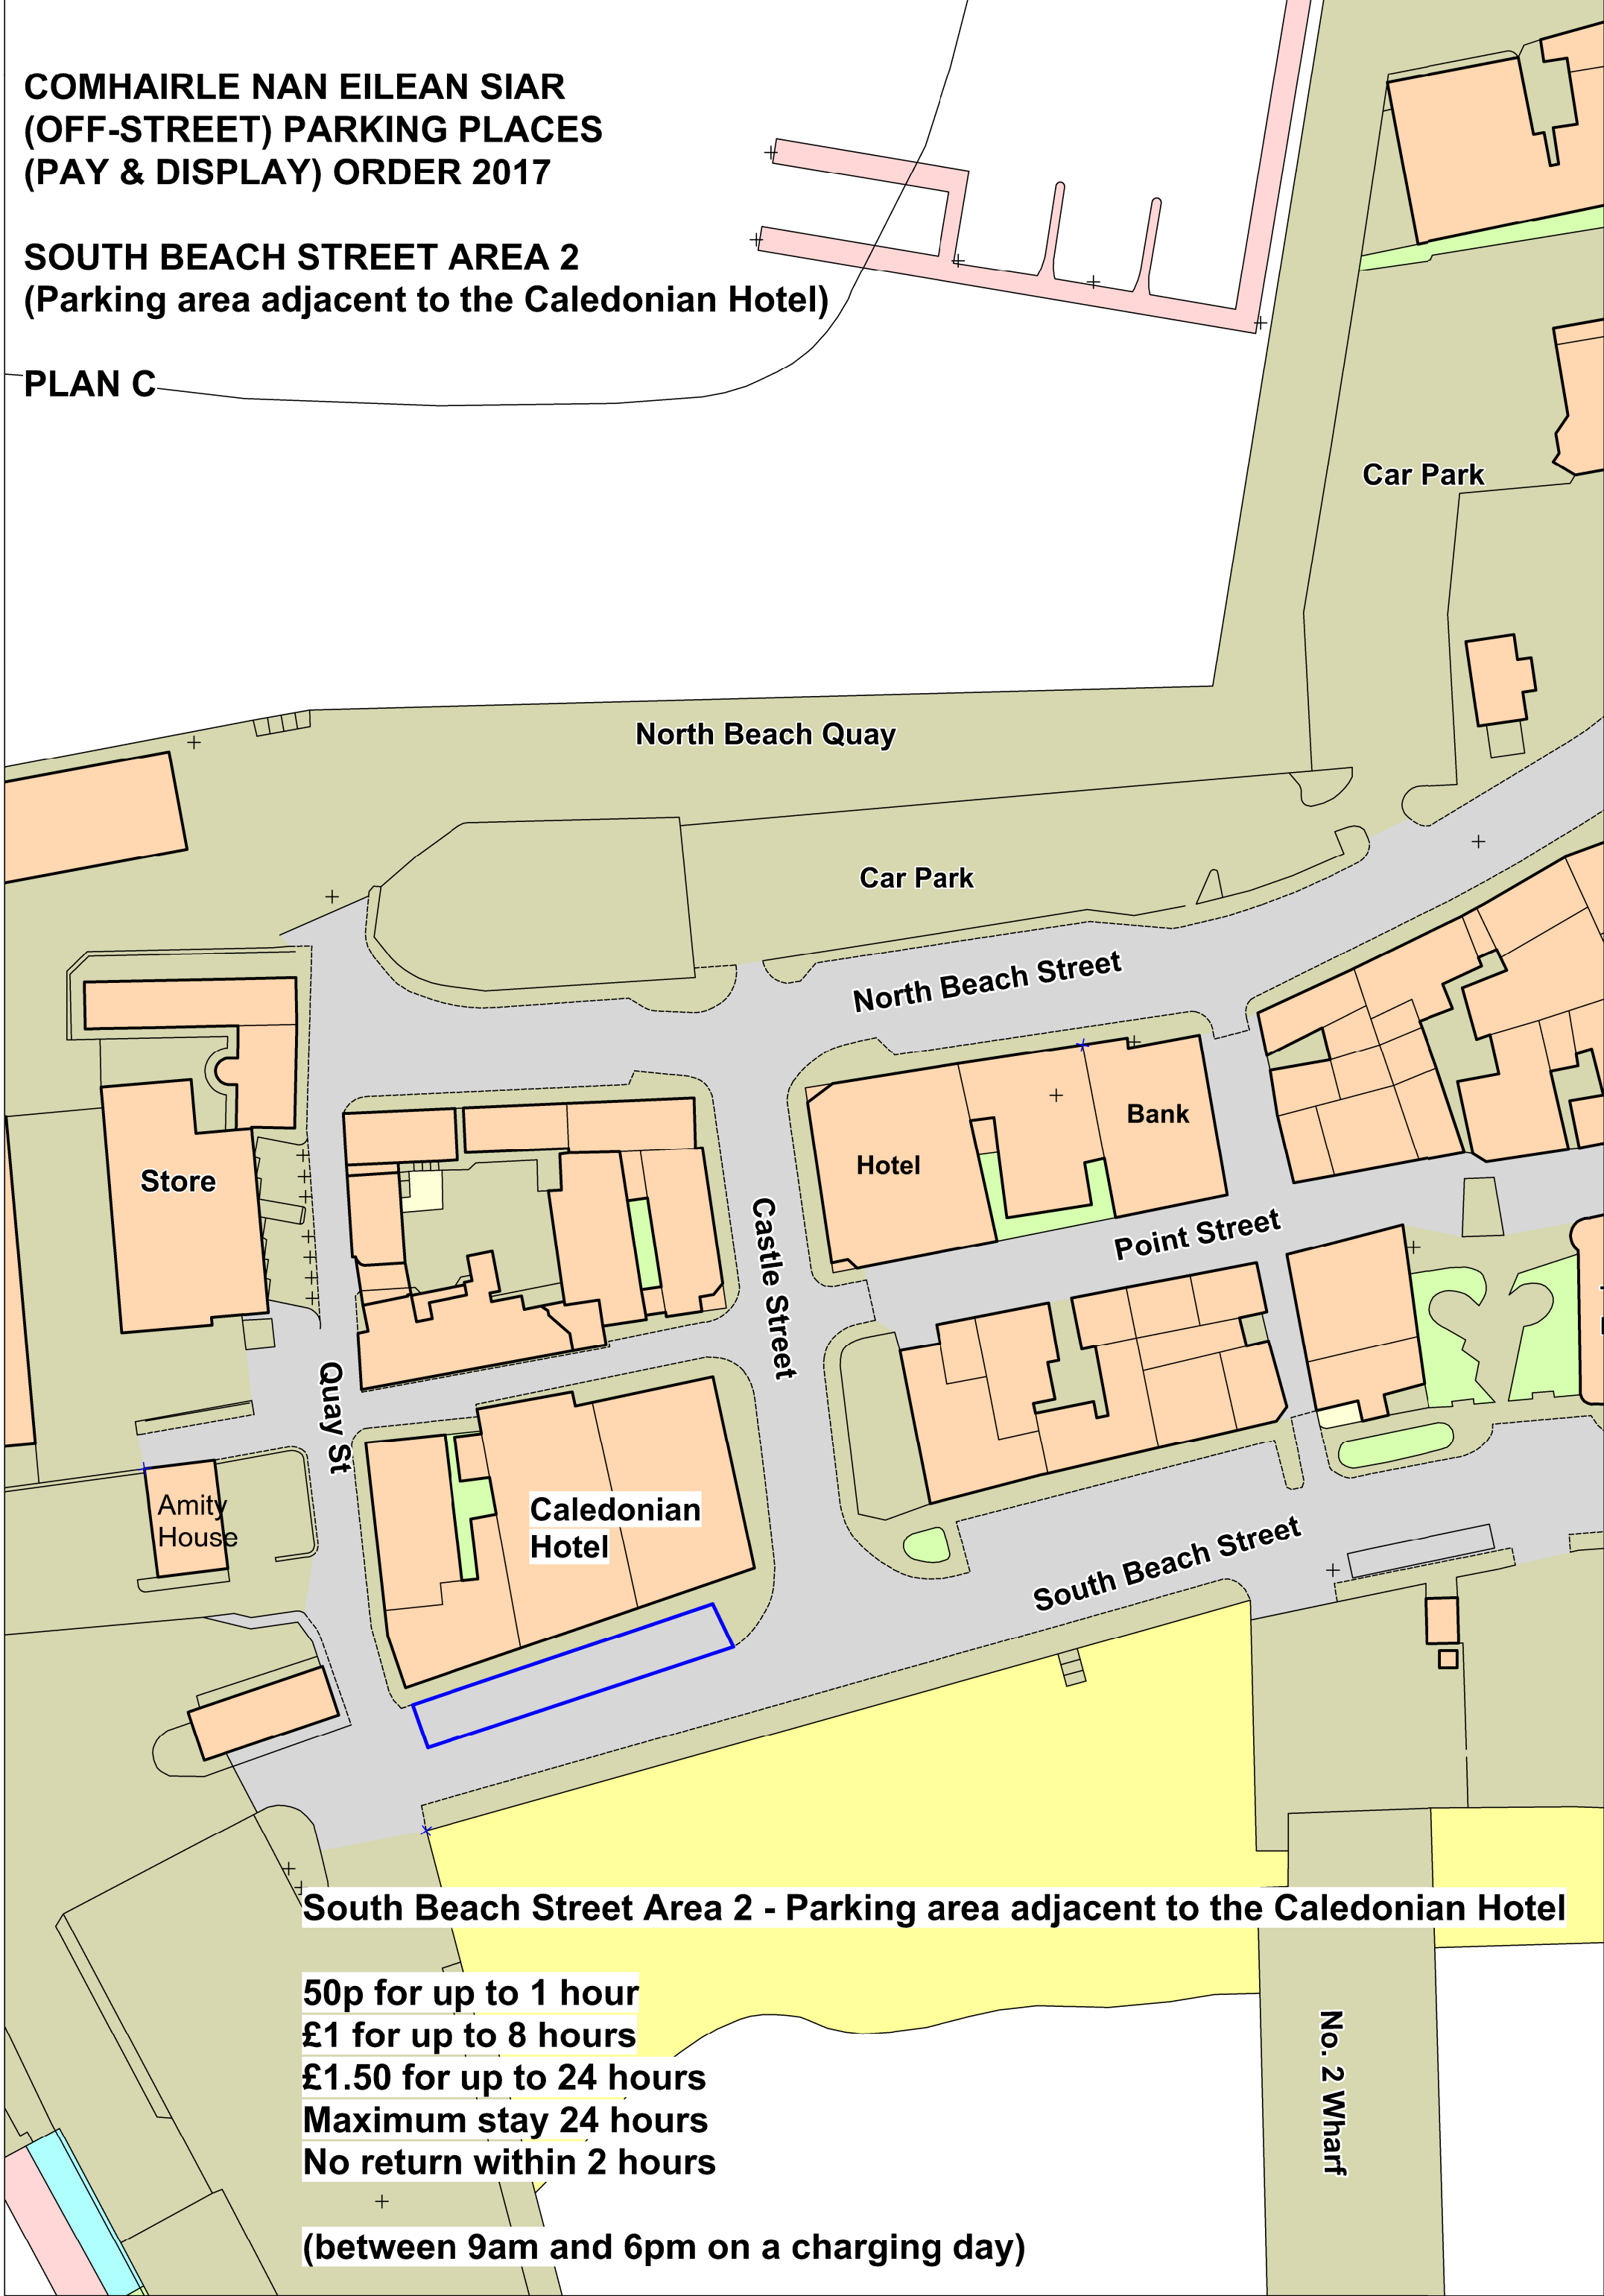 COMHAIRLE NAN EILEAN SIAR
(OFF-STREET) PARKING PLACES
(PAY & DISPLAY) ORDER 2017
SOUTH BEACH STREET AREA 2
(Parking area adjacent to the Caledonian Hotel)
PLAN C
Car Park
North Beach Quay
Car Park
North Beach Street
Bank
Hotel
Store
Castle Street
Point Street
Quay St
Amity
House
Caledonian
Hotel
South Beach Street
South Beach Street Area 2 - Parking area adjacent to the Caledonian Hotel
50p for up to 1 hour
£1 for up to 8 hours
£1.50 for up to 24 hours
Maximum stay 24 hours
No return within 2 hours
No. 2 Wharf
(between 9am and 6pm on a charging day)